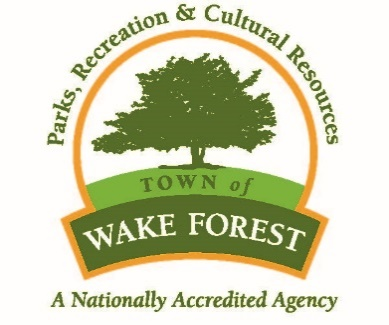 Parks, Recreation & Cultural Resources
TOWN of
WAKE FOREST
A Nationally Accredited Agency